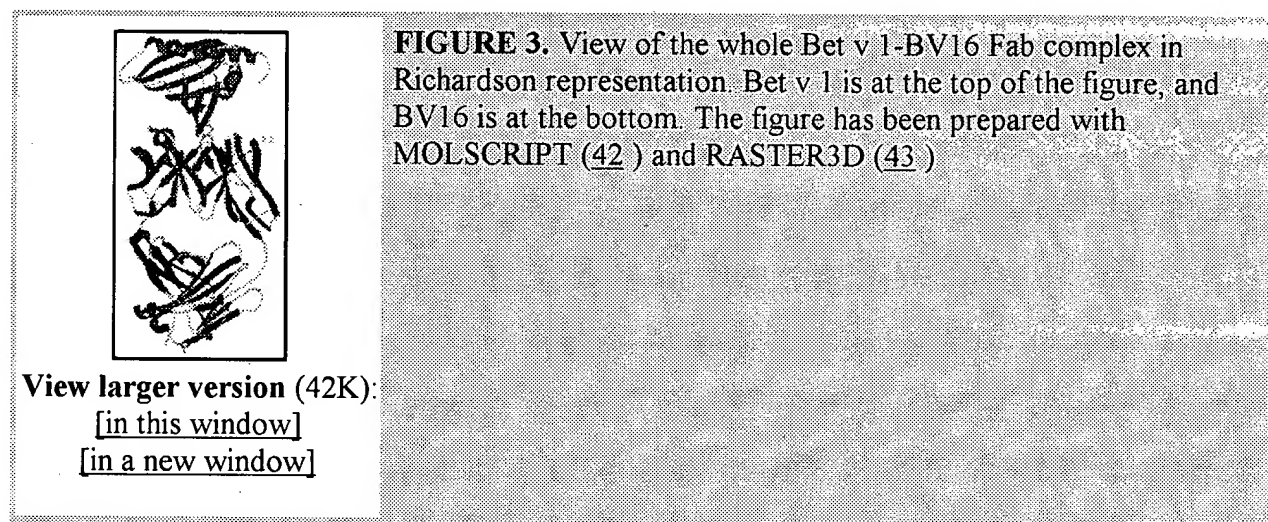 FIGURE 3. View of the whole Bet v 1-BV16 Fab complex in
Richardson representation. Bet v 1 is at the top of the figure, and
BV16 is at the bottom. The figure has been prepared with
MOLSCRIPT (42 ) and RASTER3D (43 )
View larger version (42K):
[in this window]
[in a new window]